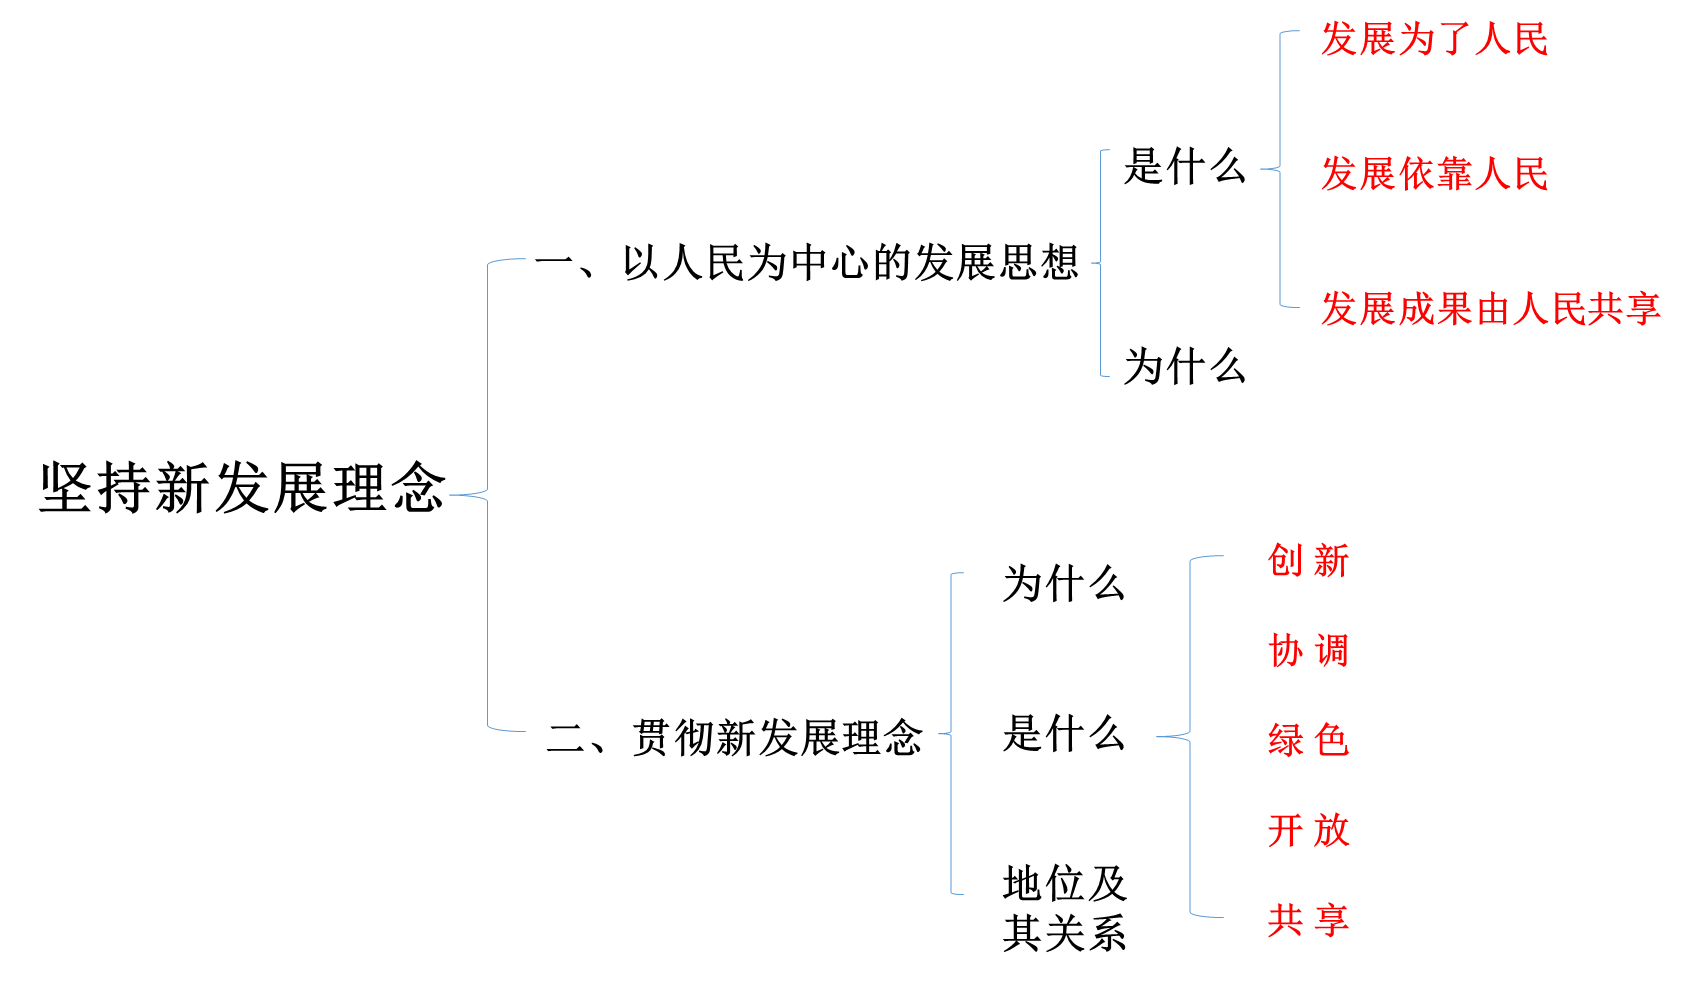 坚持新发展理念
一、以人民为中心的发展思想
是什么
发展为了人民
发展依靠人民
发展成果由人民共享
为什么
二、贯彻新发展理念
为什么
是什么
创新
协调
绿色
开放
共享
地位及
其关系